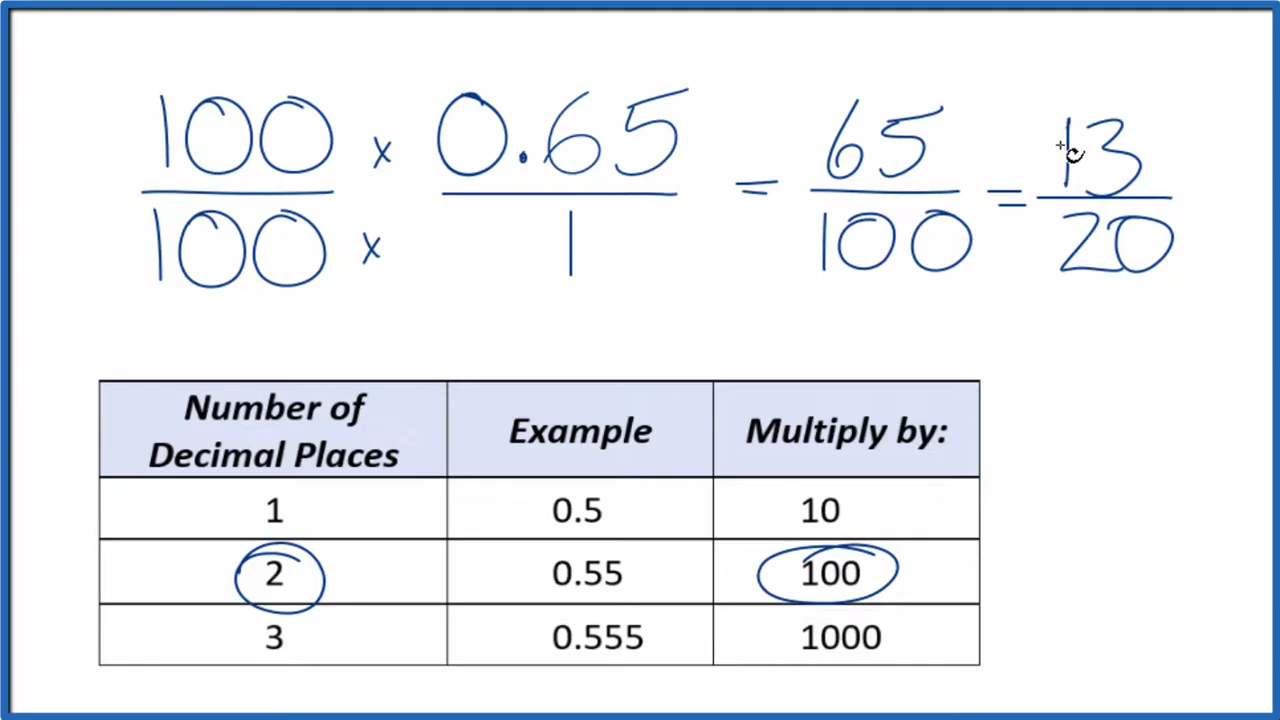 100 × 0.65 = 65 = 13
100 × 1 100 20
Number of Decimal Places Example Multiply by:
1 0.5 10
2 0.55 100
3 0.555 1000